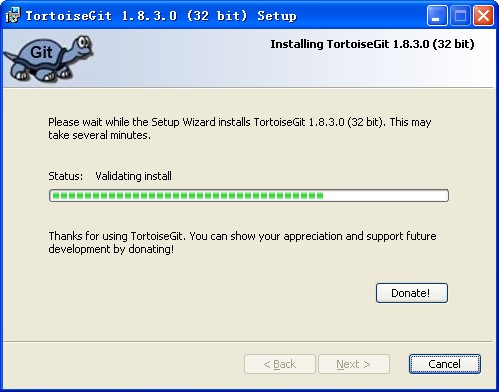 TortoiseGit 1.8.3.0 (32 bit) Setup
Git
Installing TortoiseGit 1.8.3.0 (32 bit)
Please wait while the Setup Wizard installs TortoiseGit 1.8.3.0 (32 bit). This may
take several minutes.
Status: Validating install
Thanks for using TortoiseGit. You can show your appreciation and support future
development by donating!
Donate!
< Back Next > Cancel